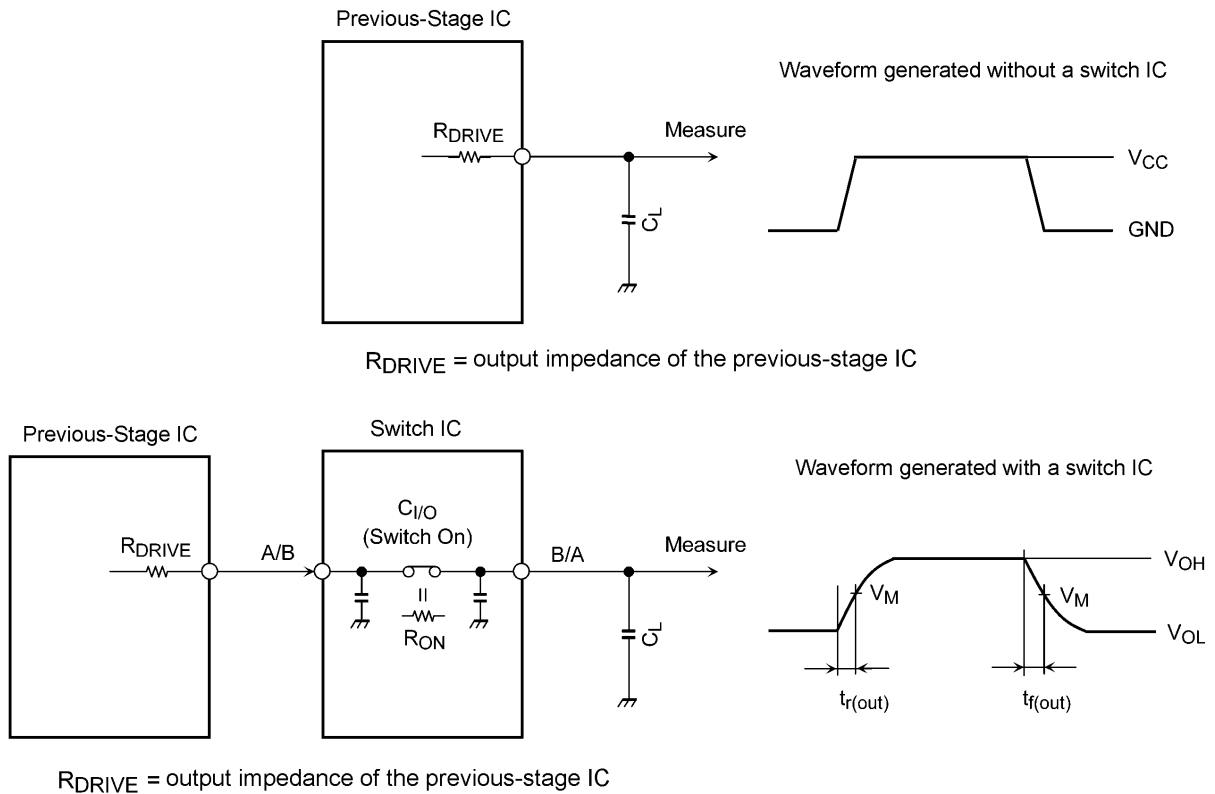 Previous-Stage IC
Waveform generated without a switch IC
RDRIVE
Measure
VCC
CL
GND
RDRIVE = output impedance of the previous-stage IC
Previous-Stage IC
Switch IC
Waveform generated with a switch IC
CI/O
(Switch On)
RDRIVE
A/B
B/A
Measure
VOH
VM
VM
RON
CL
VOL
tr(out)
tf(out)
RDRIVE = output impedance of the previous-stage IC